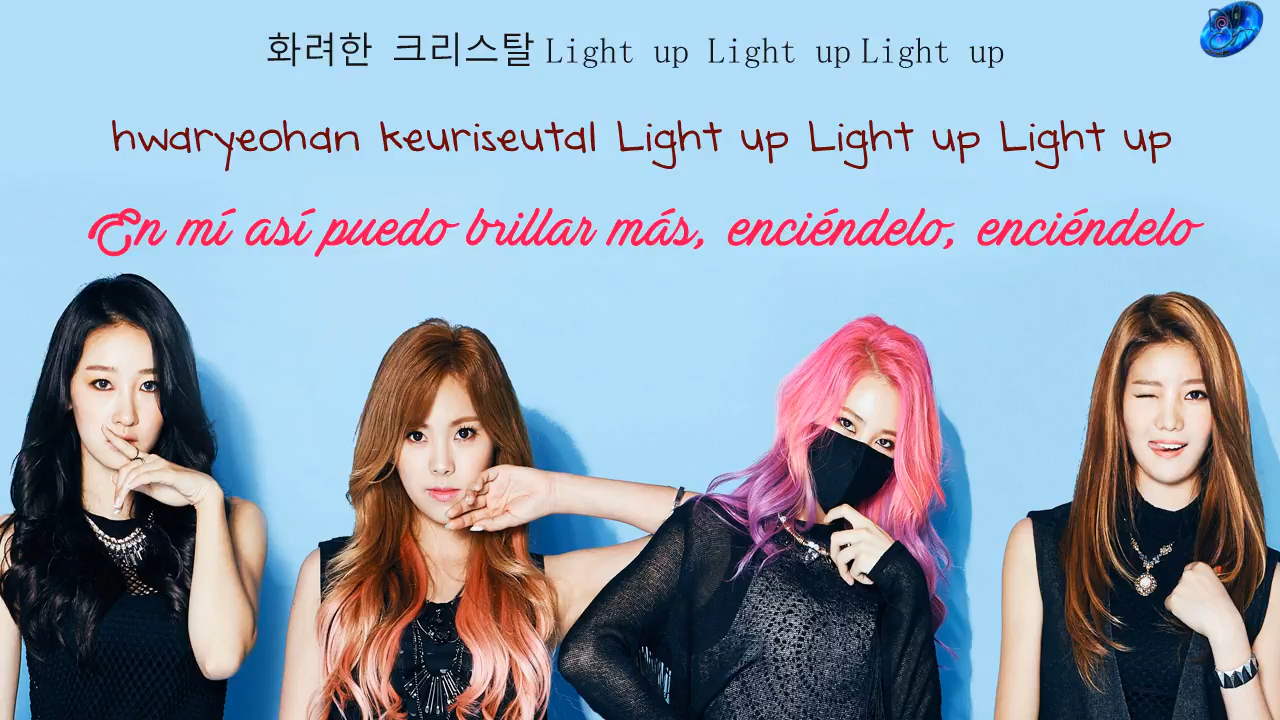 화려한 크리스탈 Light up Light up Light up
hwaryeohan keuriseutal Light up Light up Light up
En mí así puedo brillar más, enciéndelo, enciéndelo